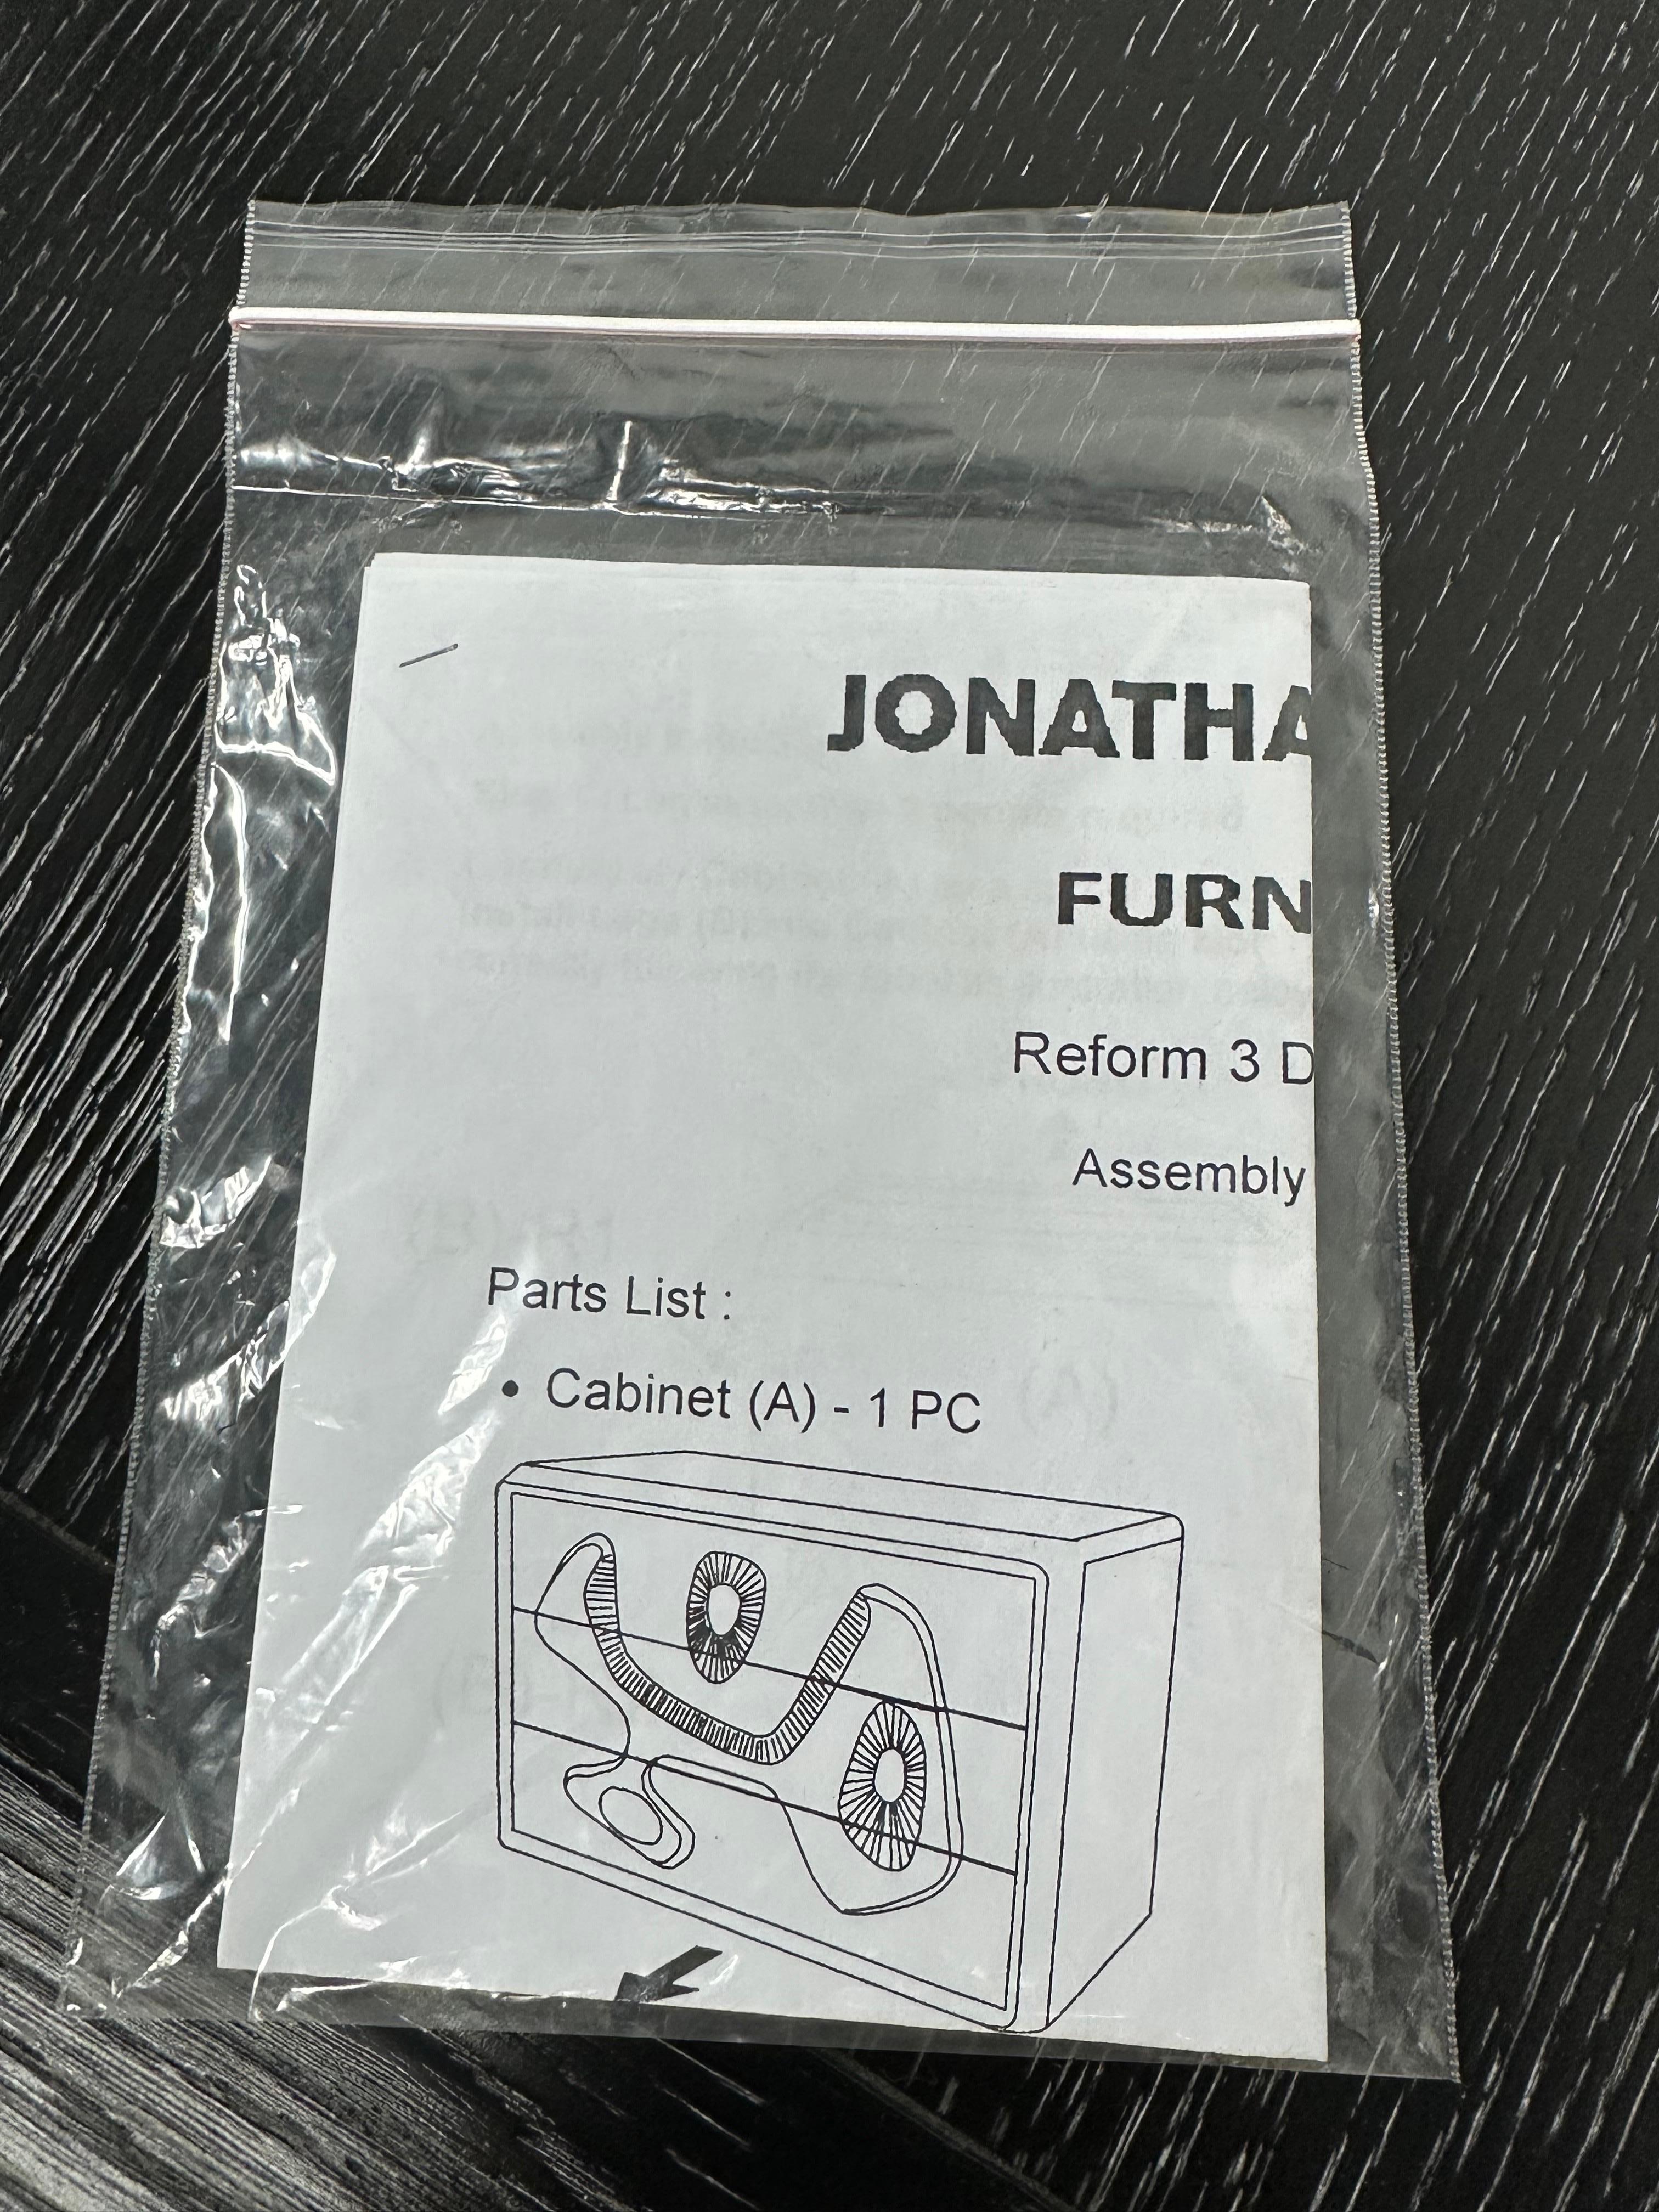 JONATHA
FURN
Reform 3 D
Assembly
Parts List :
• Cabinet (A) - 1 PC